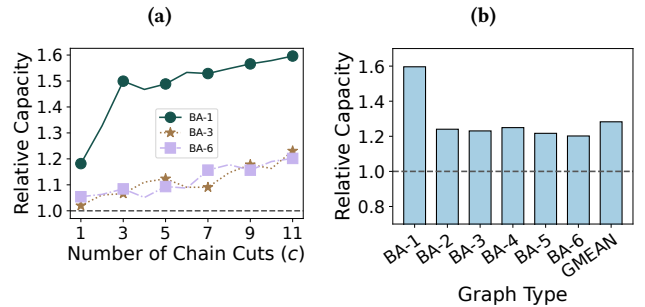 (a)
Relative Capacity
1.6
1.5
1.4
1.3
1.2
1.1
1.0
BA-1
BA-3
BA-6
1 3 5 7 9 11
Number of Chain Cuts (c)
(b)
Relative Capacity
1.6
1.4
1.2
1.0
0.8
BA-1 BA-2 BA-3 BA-4 BA-5 BA-6 GMEAN
Graph Type